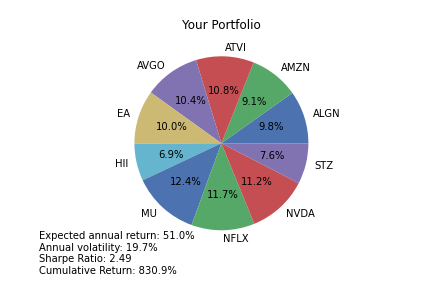 Your Portfolio
ATVI
AVGO
AMZN
10.8%
10.4%
9.1%
EA
ALGN
10.0%
9.8%
HII
6.9%
7.6%
STZ
12.4%
11.2%
11.7%
MU
NVDA
NFLX
Expected annual return: 51.0%
Annual volatility: 19.7%
Sharpe Ratio: 2.49
Cumulative Return: 830.9%